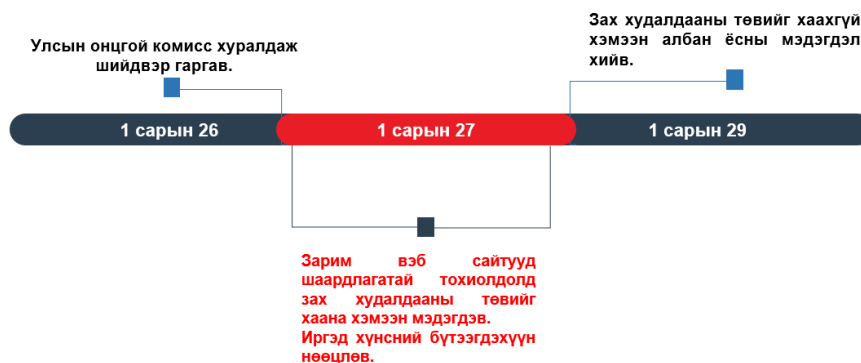 Улсын онцгой комисс хуралдаж
шийдвэр гаргав.
Зах худалдааны төвийг хаахгүй
хэмээн албан ёсны мэдэгдэл
хийв.
1 сарын 26
1 сарын 27
1 сарын 29
Зарим вэб сайтууд
шаардлагатай тохиолдолд
зах худалдааны төвийг
хаана хэмээн мэдэгдэв.
Иргэд хүнсний бүтээгдэхүүн
нөөцлөв.